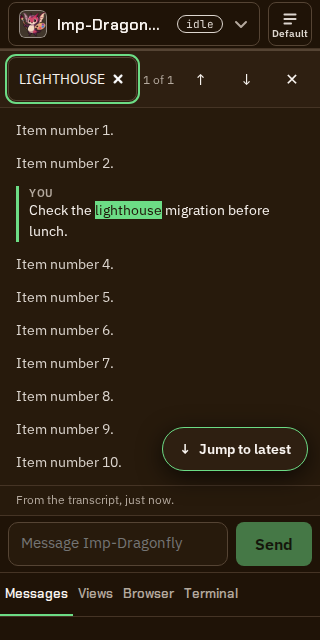 Imp-Dragon... idle
Default
LIGHTHOUSE × 1 of 1 ↑ ↓ ×
Item number 1.
Item number 2.
YOU
Check the lighthouse migration before
lunch.
Item number 4.
Item number 5.
Item number 6.
Item number 7.
Item number 8.
Item number 9.
Item number 10.
↓ Jump to latest
From the transcript, just now.
Message Imp-Dragonfly
Send
Messages Views Browser Terminal